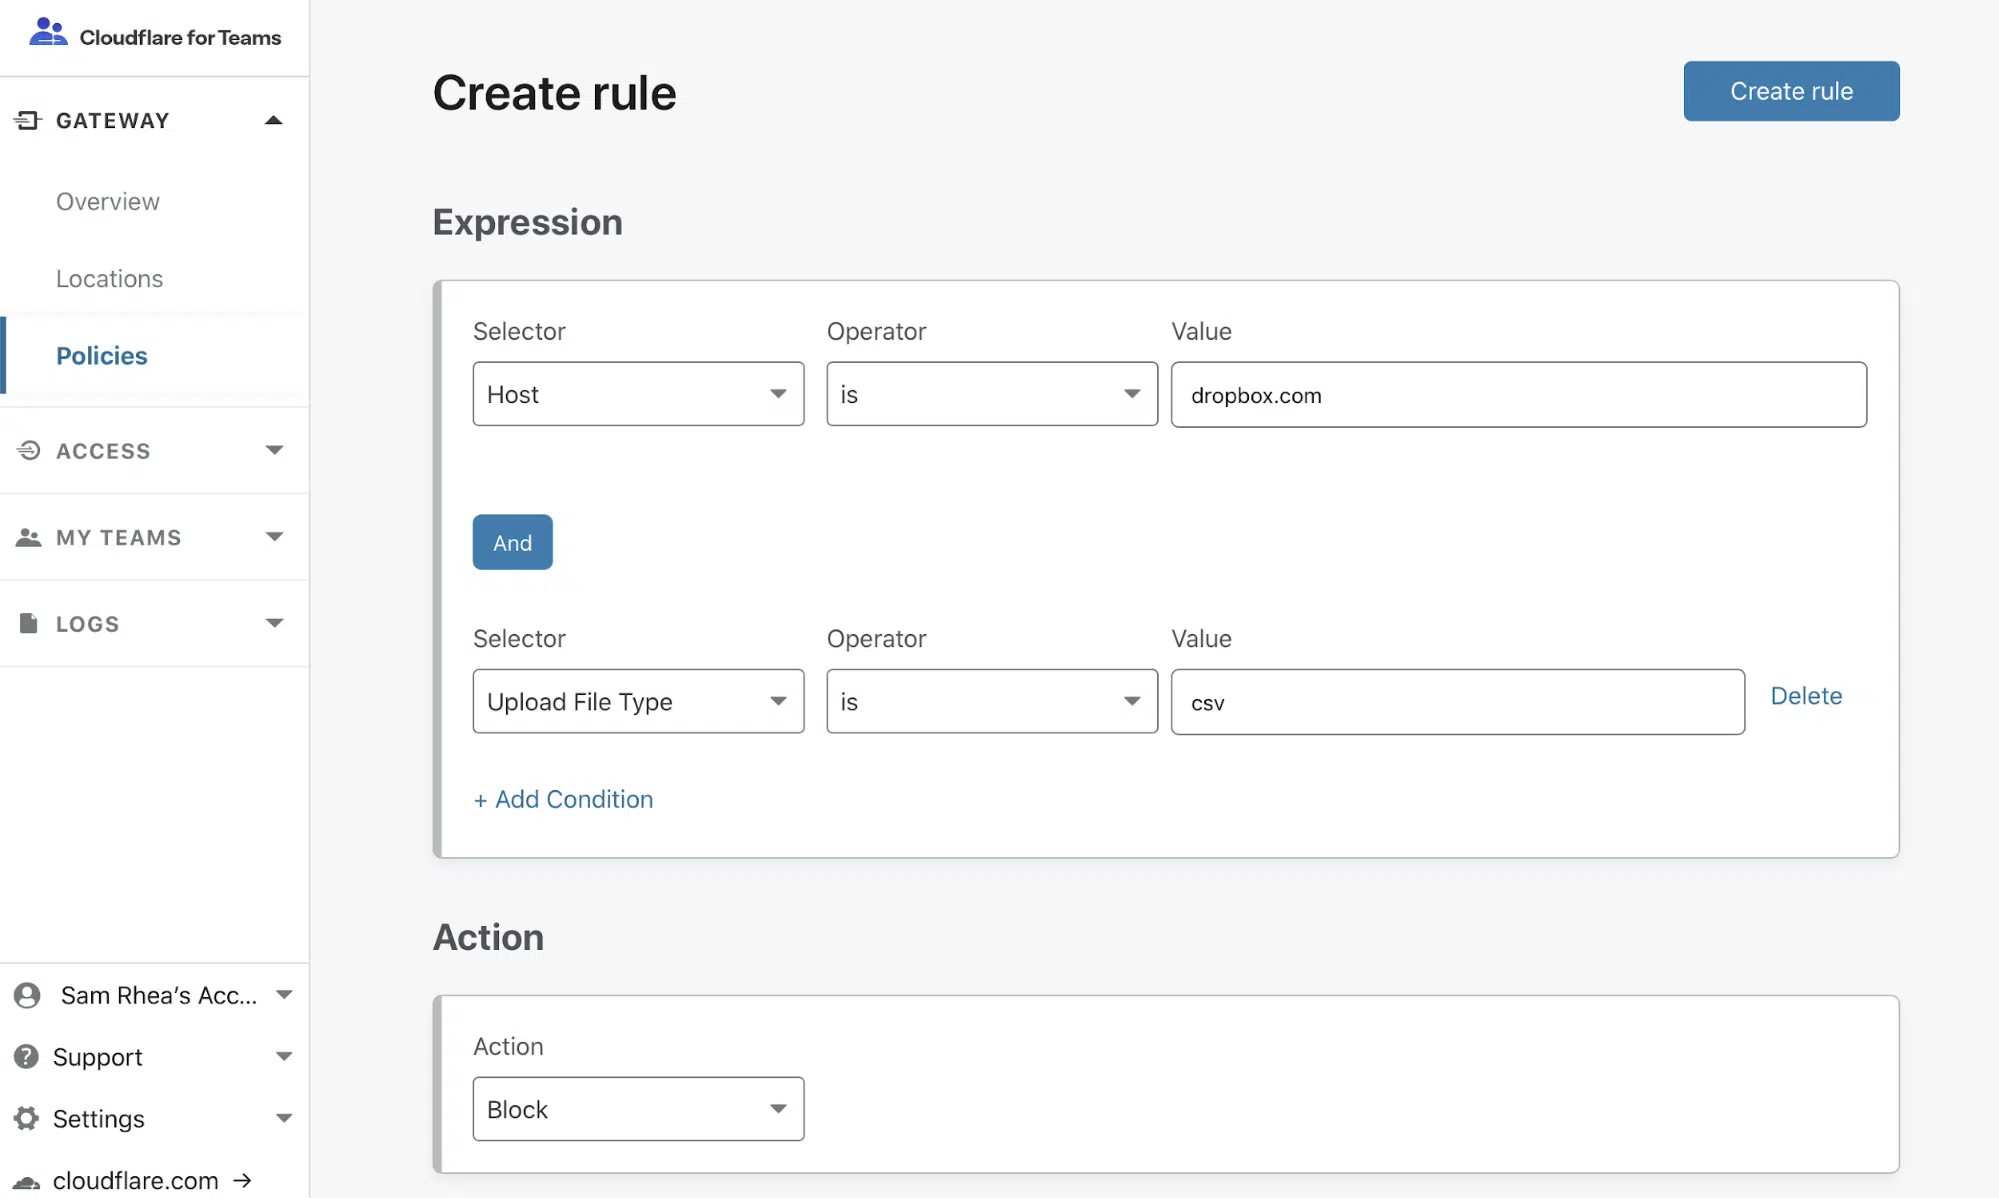 Cloudflare for Teams
GATEWAY
Overview
Locations
Policies
ACCESS
MY TEAMS
LOGS
Sam Rhea’s Acc...
Support
Settings
cloudflare.com →
Create rule
Create rule
Expression
Selector Operator Value
Host is dropbox.com
And
Selector Operator Value
Upload File Type is csv Delete
+ Add Condition
Action
Action
Block